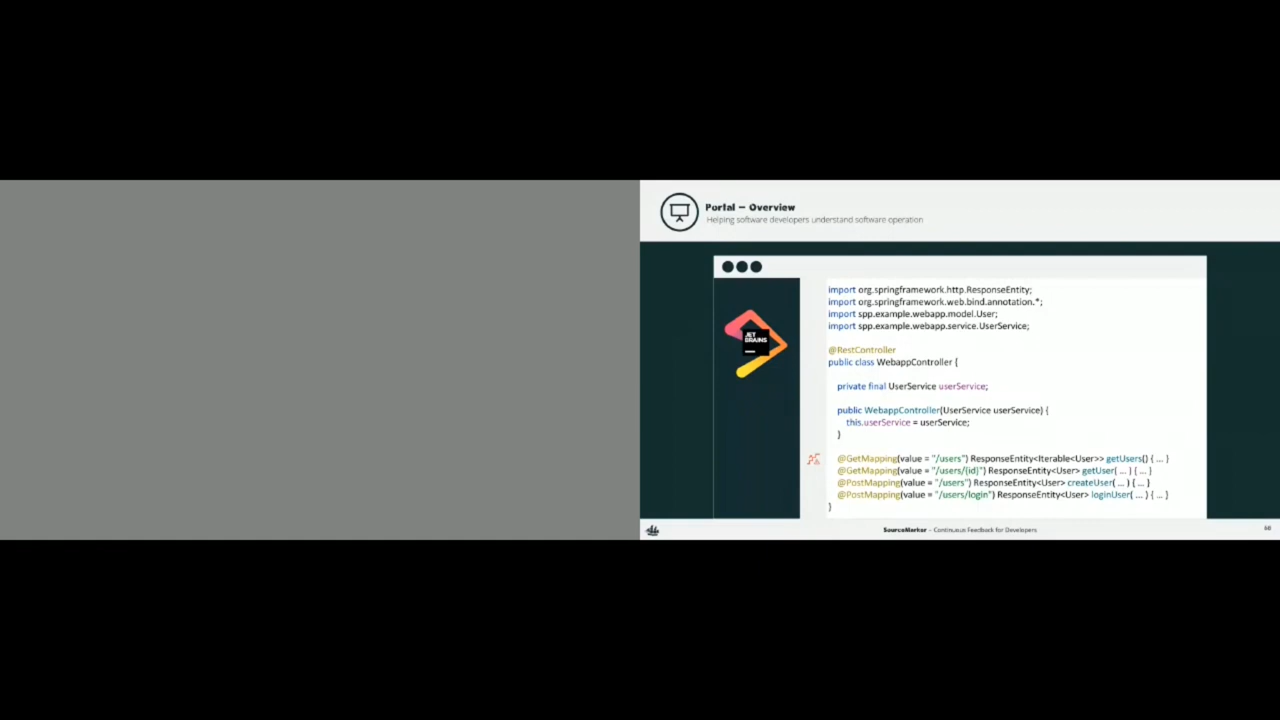 Portal – Overview
Helping software developers understand software operation
JET
BRAINS
import org.springframework.http.ResponseEntity;
import org.springframework.web.bind.annotation.*;
import spp.example.webapp.model.User;
import spp.example.webapp.service.UserService;
@RestController
public class WebappController {
private final UserService userService;
public WebappController(UserService userService) {
this.userService = userService;
}
@GetMapping(value = "/users") ResponseEntity<Iterable<User>> getUsers() { ... }
@GetMapping(value = "/users/{id}") ResponseEntity<User> getUser( ... ) { ... }
@PostMapping(value = "/users") ResponseEntity<User> createUser( ... ) { ... }
@PostMapping(value = "/users/login") ResponseEntity<User> loginUser( ... ) { ... }
}
SourceMarker - Continuous Feedback for Developers